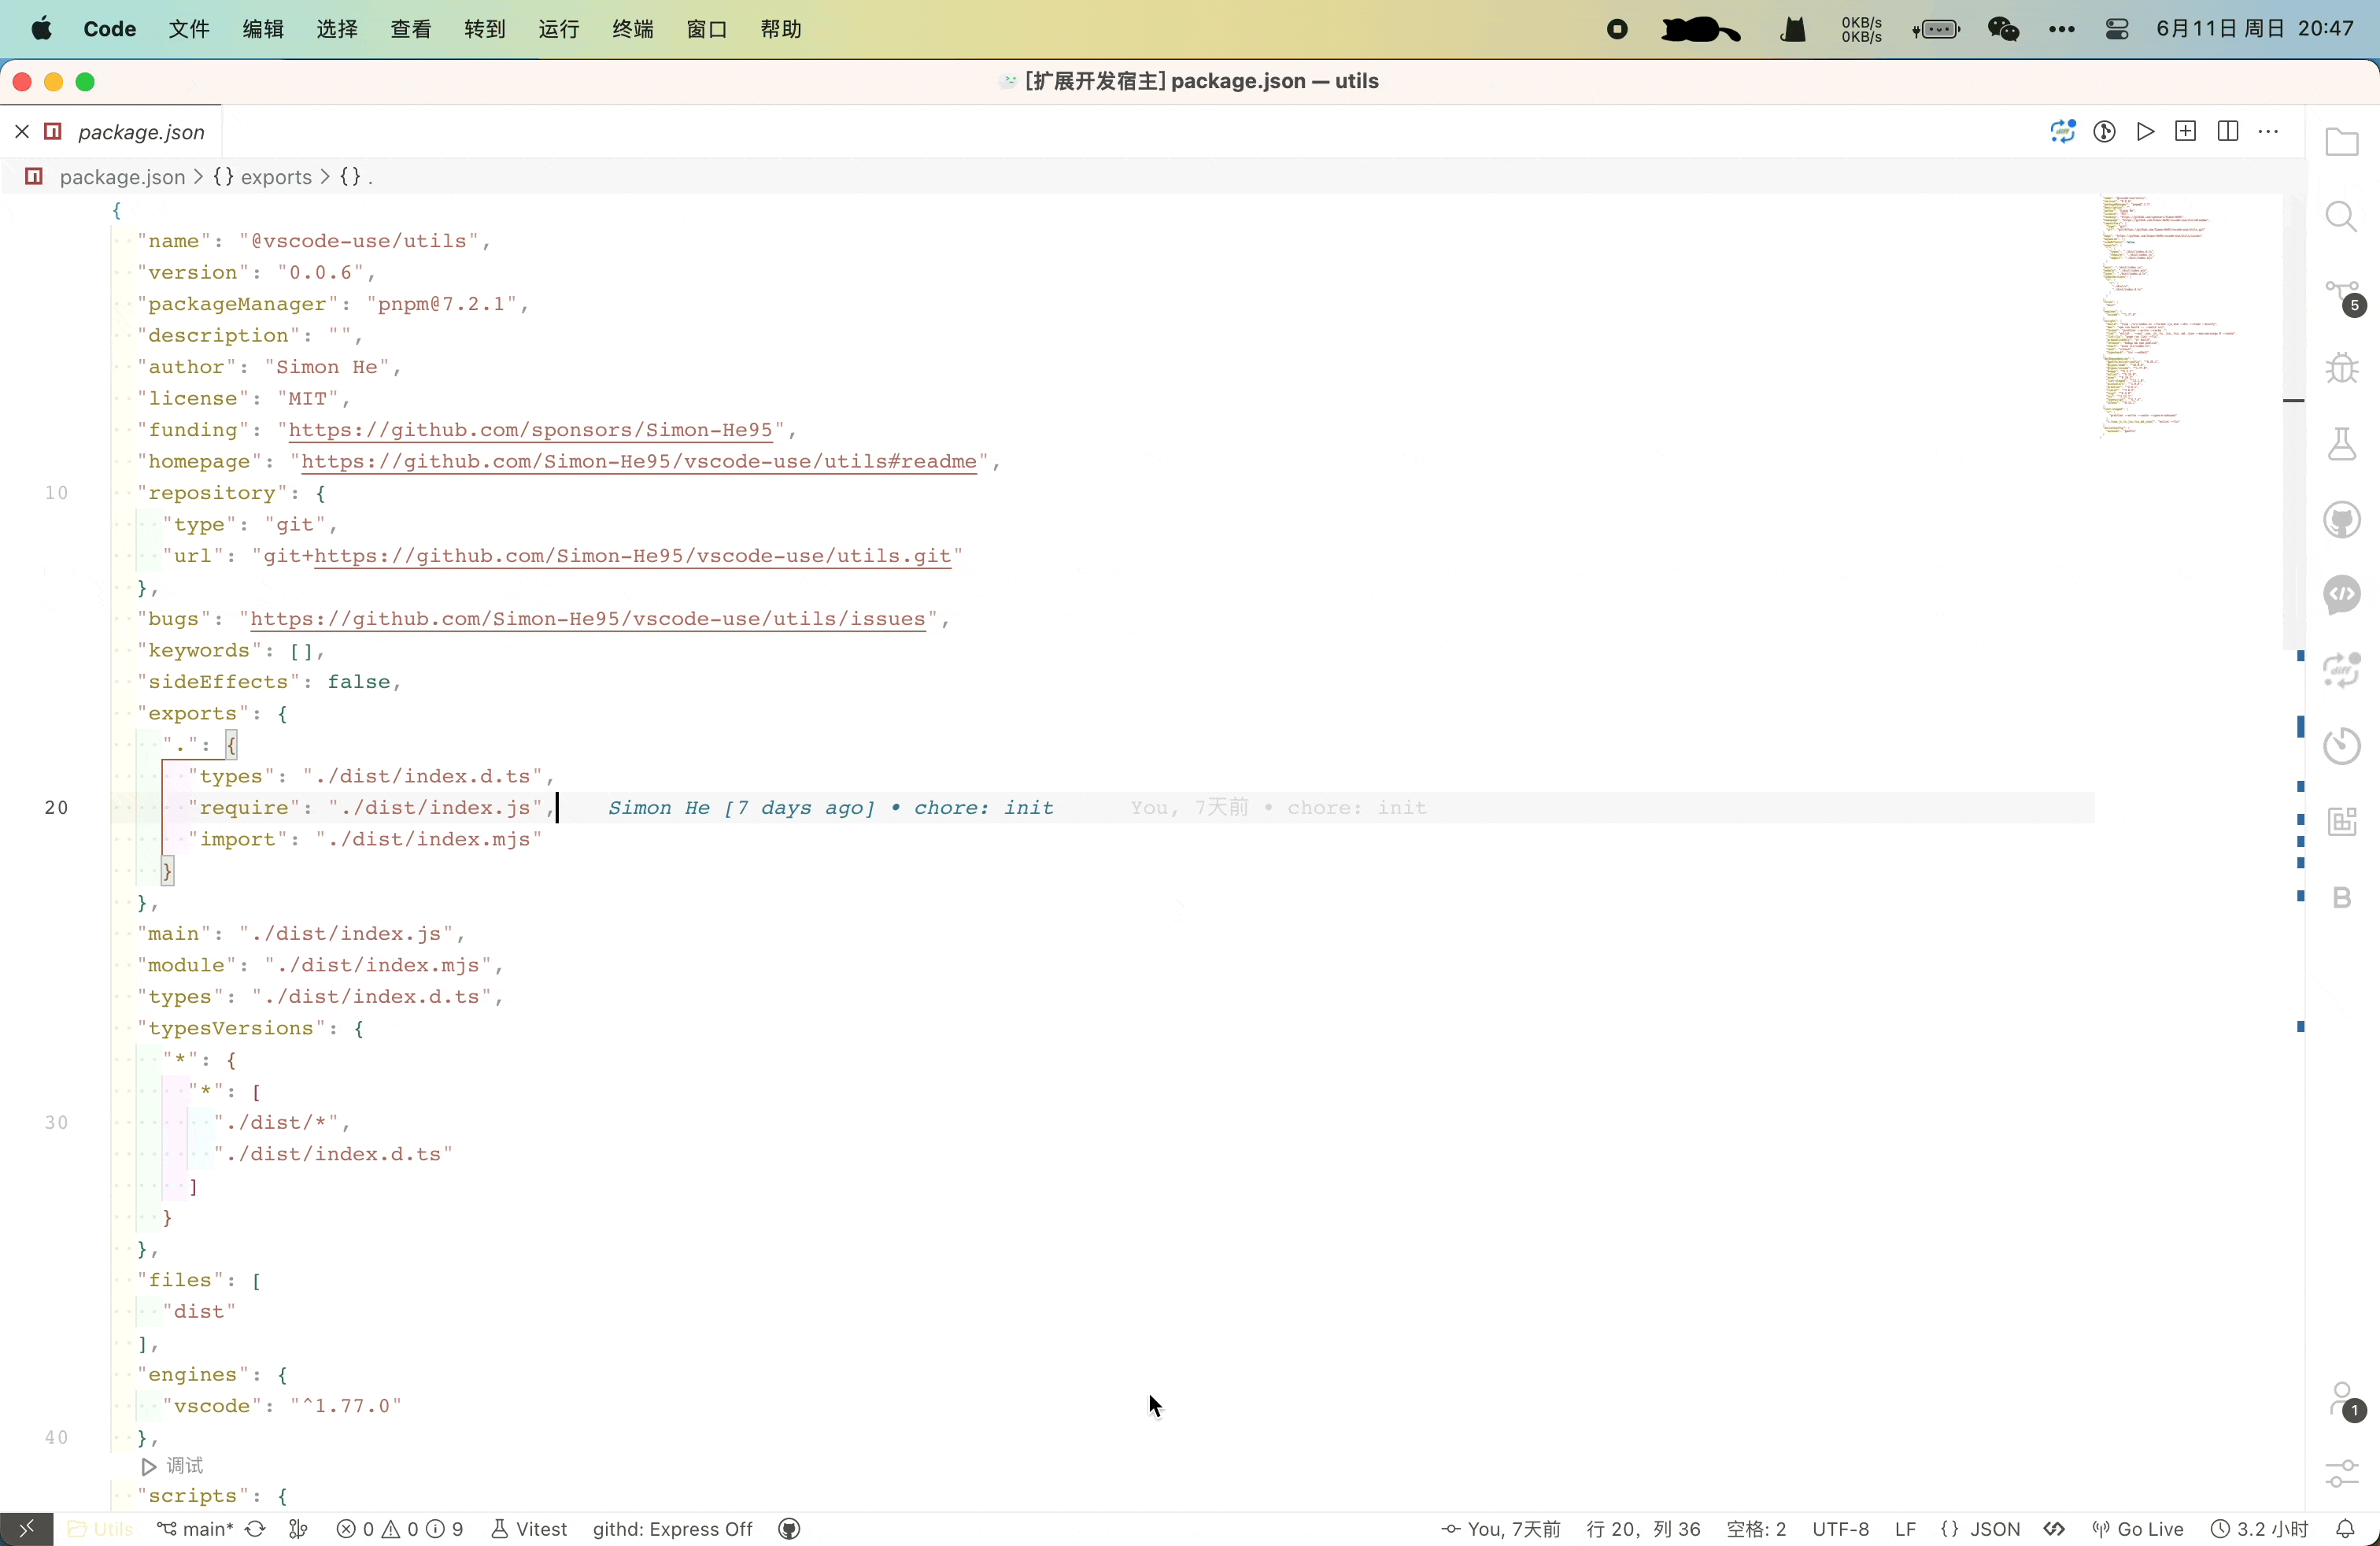 Code 文件 编辑 选择 查看 转到 运行 终端 窗口 帮助 0KB/s 0KB/s 6月11日 周日 20:47
[扩展开发宿主] package.json — utils
package.json
package.json > {} exports > {} .
{
"name": "@vscode-use/utils",
"version": "0.0.6",
"packageManager": "pnpm@7.2.1",
"description": "",
"author": "Simon He",
"license": "MIT",
"funding": "https://github.com/sponsors/Simon-He95",
"homepage": "https://github.com/Simon-He95/vscode-use/utils#readme",
10 "repository": {
"type": "git",
"url": "git+https://github.com/Simon-He95/vscode-use/utils.git"
},
"bugs": "https://github.com/Simon-He95/vscode-use/utils/issues",
"keywords": [],
"sideEffects": false,
"exports": {
".": {
"types": "./dist/index.d.ts",
20 "require": "./dist/index.js", Simon He [7 days ago] • chore: init You, 7天前 • chore: init
"import": "./dist/index.mjs"
}
},
"main": "./dist/index.js",
"module": "./dist/index.mjs",
"types": "./dist/index.d.ts",
"typesVersions": {
"*": {
"*": [
30 "./dist/*",
"./dist/index.d.ts"
]
}
},
"files": [
"dist"
],
"engines": {
"vscode": "^1.77.0"
40 },
调试
"scripts": {
5
diff
B
1
Utils main* 0 0 9 Vitest githd: Express Off You, 7天前 行 20，列 36 空格: 2 UTF-8 LF {} JSON Go Live 3.2 小时